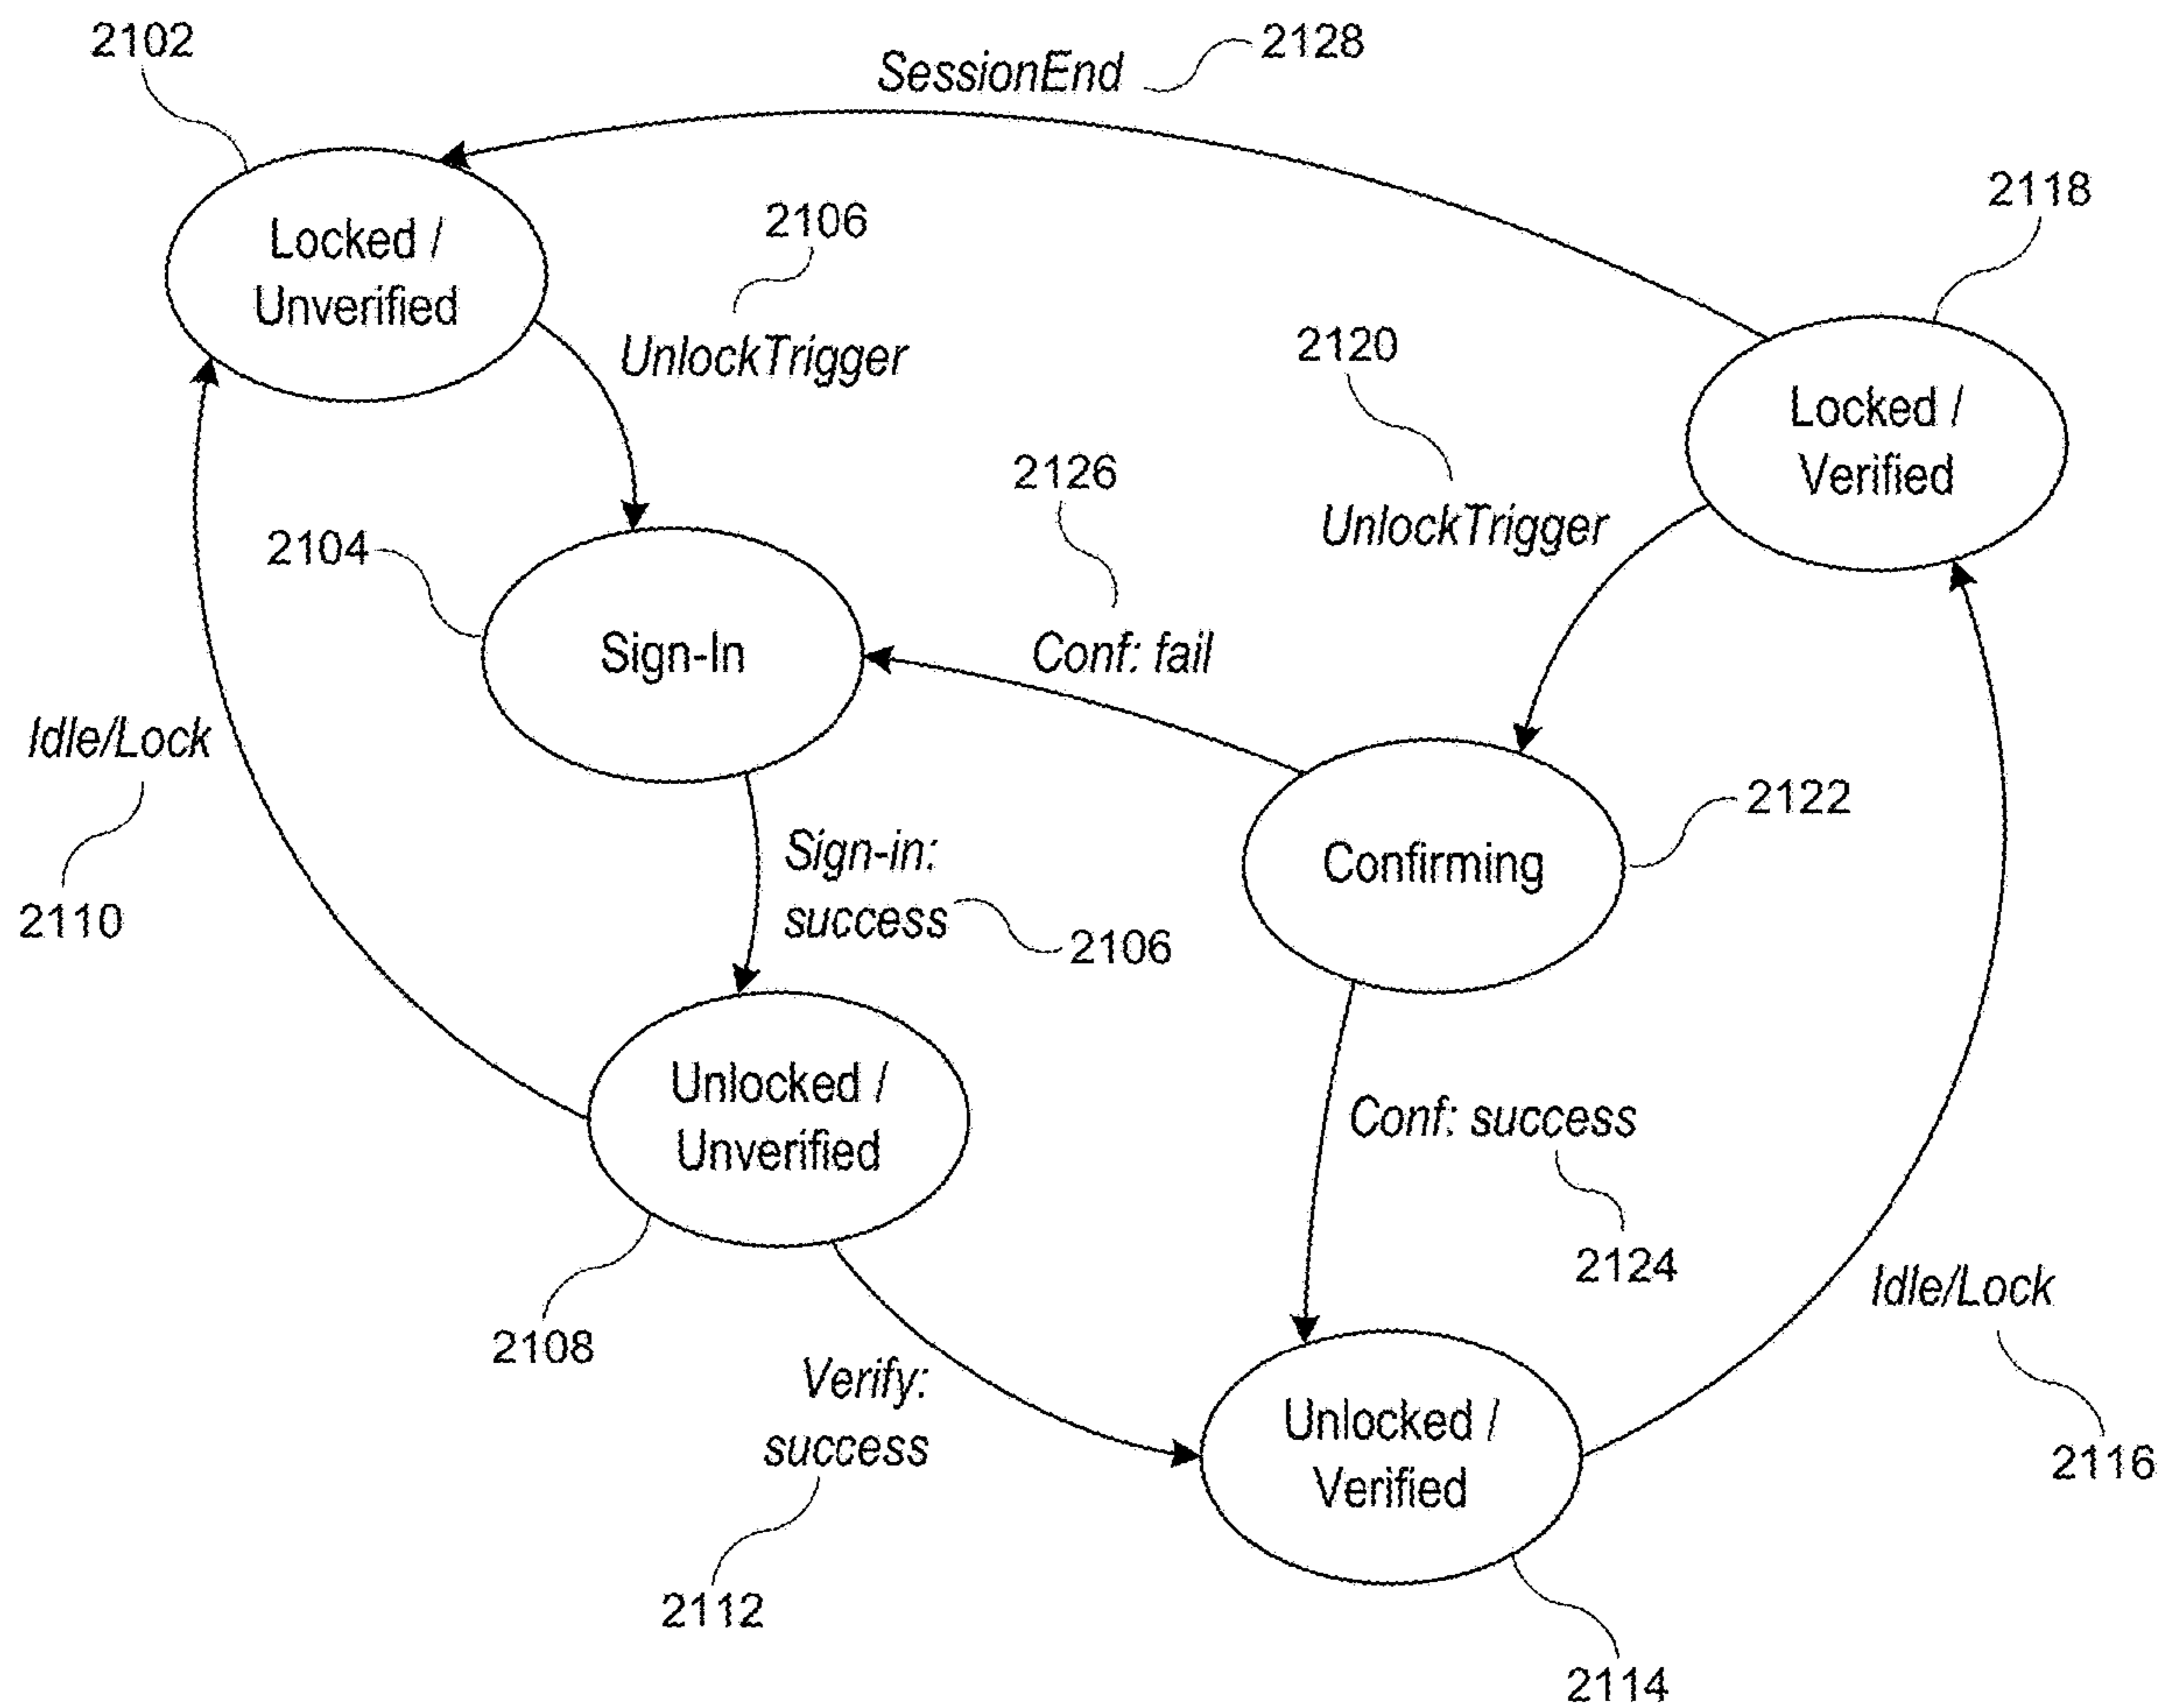 2102
SessionEnd
2128
Locked /
Unverified
2106
UnlockTrigger
2118
2120
UnlockTrigger
Locked /
Verified
2126
Conf: fail
2104
Sign-In
Idle/Lock
2110
Sign-in:
success
2106
Confirming
2122
Unlocked /
Unverified
2108
Conf: success
2124
Verify:
success
2112
Unlocked /
Verified
Idle/Lock
2116
2114